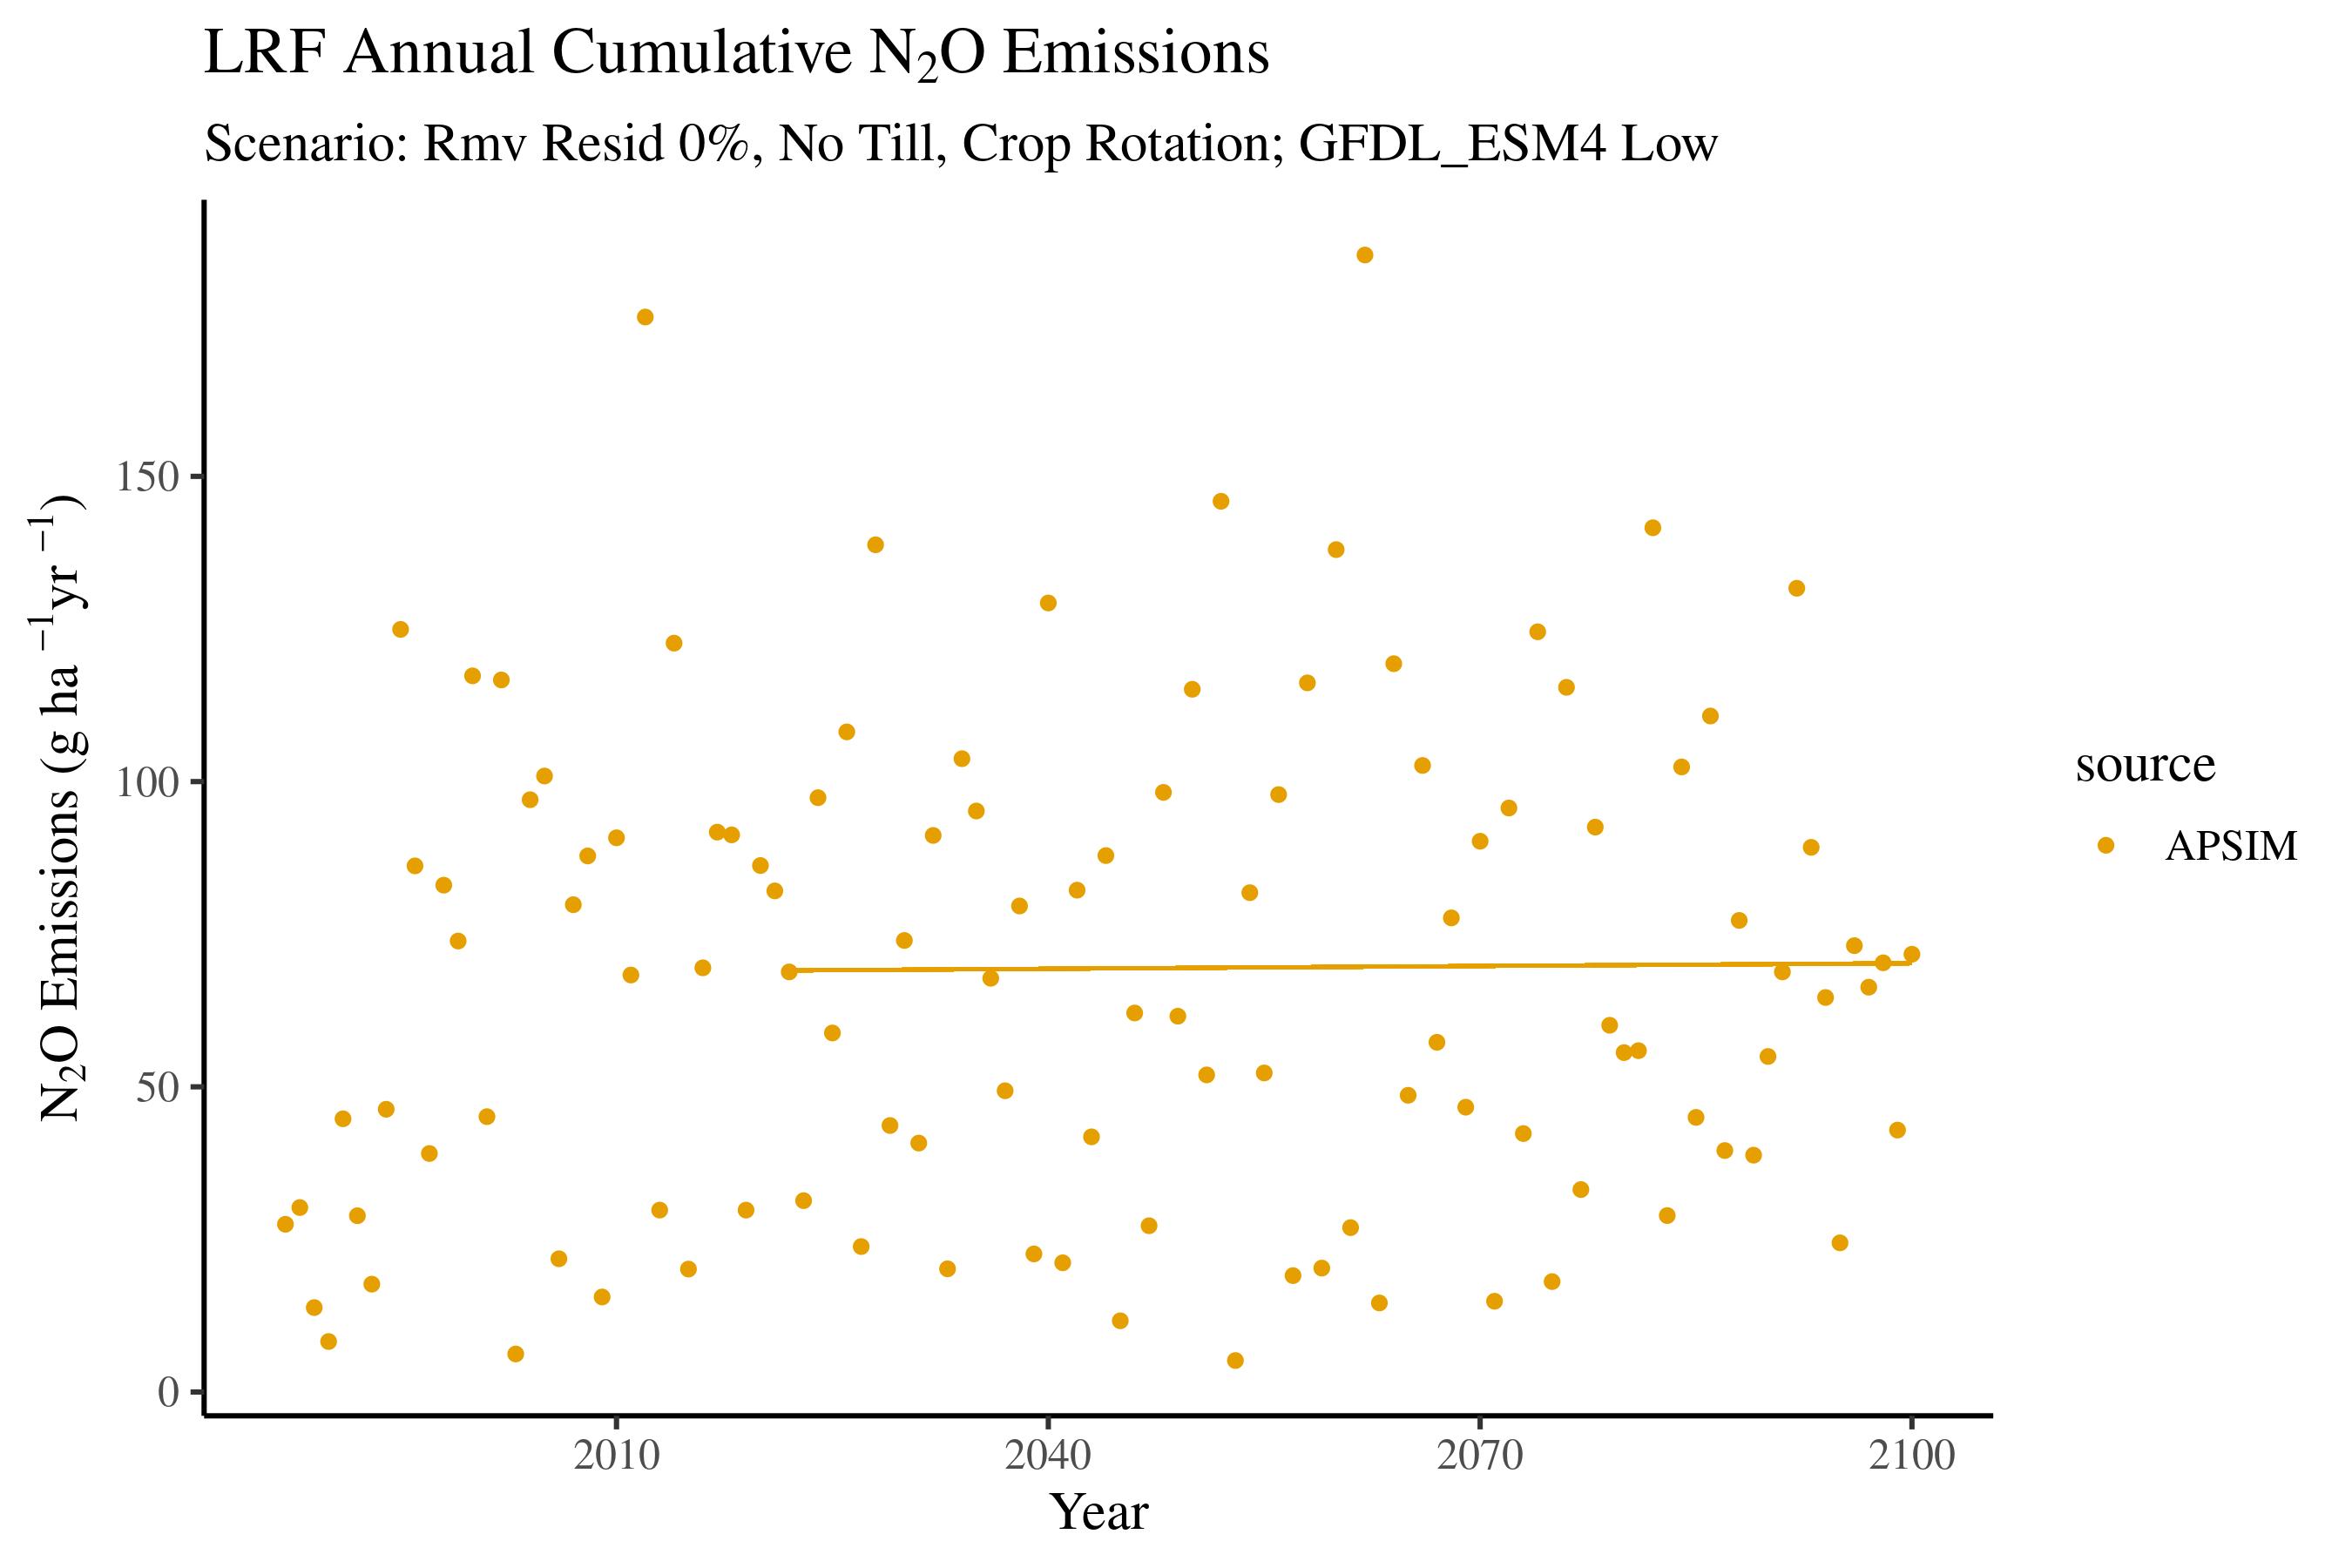 LRF Annual Cumulative N₂O Emissions
Scenario: Rmv Resid 0%, No Till, Crop Rotation; GFDL_ESM4 Low
N₂O Emissions (g ha ⁻¹yr ⁻¹)
150
100
50
0
2010 2040 2070 2100
Year
source
APSIM